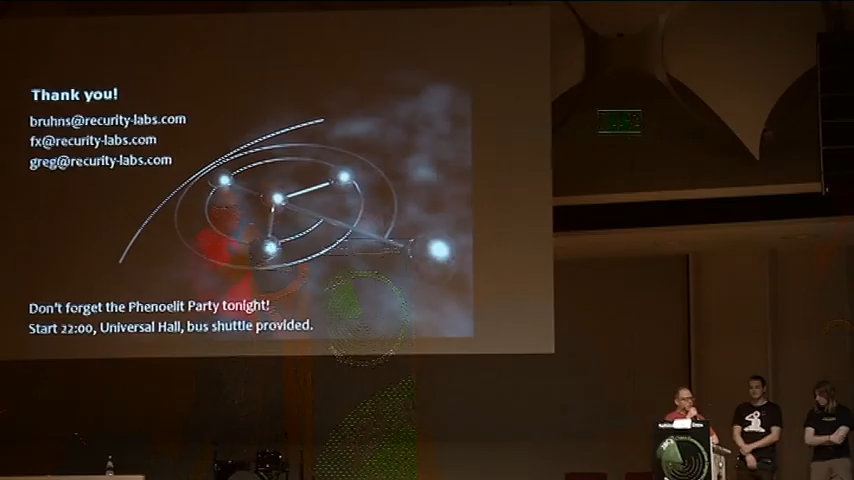 Thank you!
bruhns@recurity-labs.com
fx@recurity-labs.com
greg@recurity-labs.com
Don't forget the Phenoelit Party tonight!
Start 22:00, Universal Hall, bus shuttle provided.